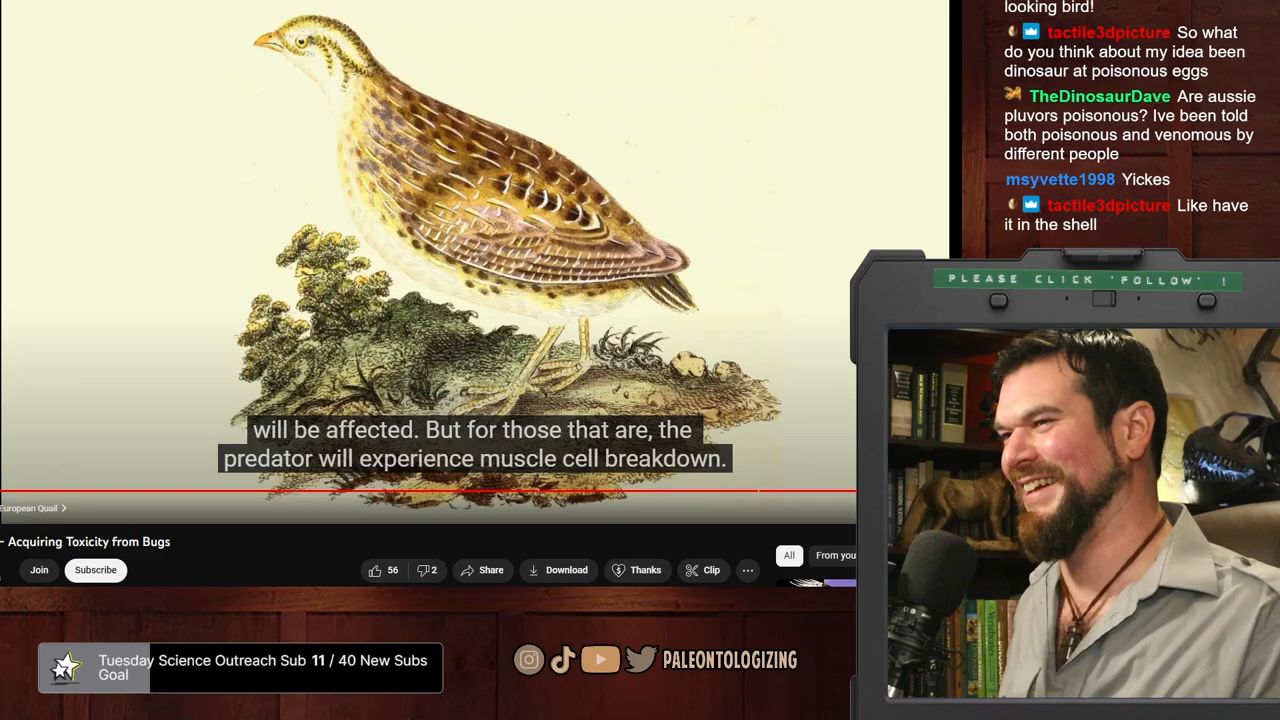 looking bird!
tactile3dpicture So what
do you think about my idea been
dinosaur at poisonous eggs
TheDinosaurDave Are aussie
pluvors poisonous? Ive been told
both poisonous and venomous by
different people
msyvette1998 Yickes
tactile3dpicture Like have
it in the shell
PLEASE CLICK 'FOLLOW' !
will be affected. But for those that are, the
predator will experience muscle cell breakdown.
European Quail
- Acquiring Toxicity from Bugs
Join
Subscribe
56
2
Share
Download
Thanks
Clip
All
From you
Tuesday Science Outreach Sub 11 / 40 New Subs
Goal
PALEONTOLOGIZING